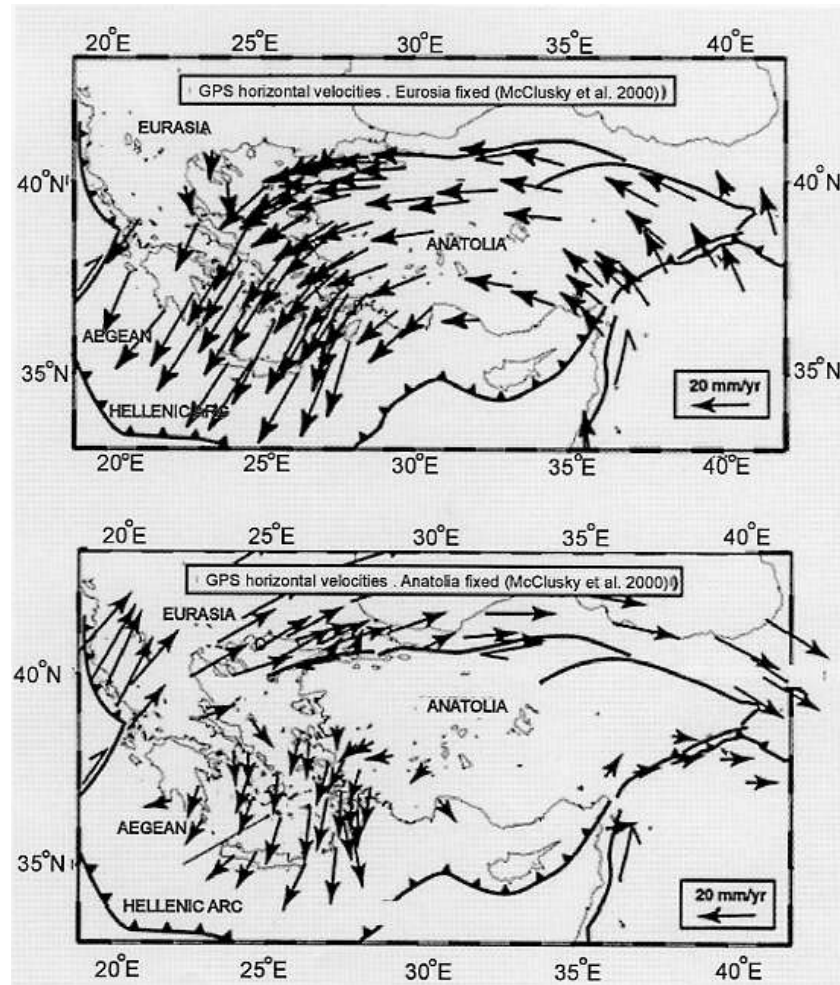 20°E 25°E 30°E 35°E 40°E
GPS horizontal velocities . Eurosia fixed (McClusky et al. 2000)
EURASIA
40°N 40°N
ANATOLIA
AEGEAN
35°N 35°N
20 mm/yr
HELLENIC ARC
20°E 25°E 30°E 35°E 40°E
20°E 25°E 30°E 35°E 40°E
GPS horizontal velocities . Anatolia fixed (McClusky et al. 2000)
EURASIA
40°N 40°N
ANATOLIA
AEGEAN
35°N 35°N
20 mm/yr
HELLENIC ARC
20°E 25°E 30°E 35°E 40°E